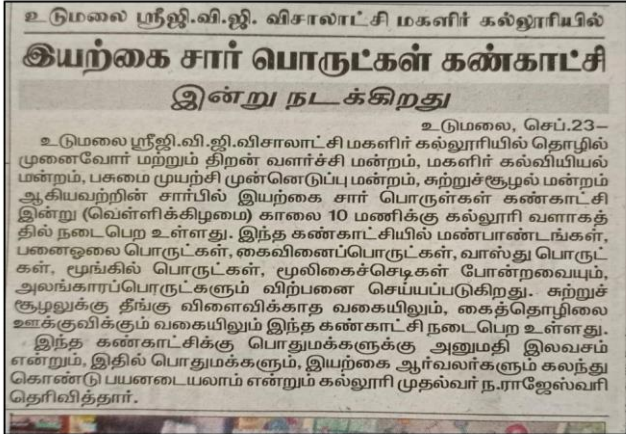 உடுமலை ஸ்ரீஜி.வி.ஜி. விசாலாட்சி மகளிர் கல்லூரியில்
இயற்கை சார் பொருட்கள் கண்காட்சி
இன்று நடக்கிறது
உடுமலை, செப்.23–
உடுமலை ஸ்ரீஜி.வி.ஜி.விசாலாட்சி மகளிர் கல்லூரியில் தொழில்
முனைவோர் மற்றும் திறன் வளர்ச்சி மன்றம், மகளிர் கல்வியியல்
மன்றம், பசுமை முயற்சி முன்னெடுப்பு மன்றம், சுற்றுச்சூழல் மன்றம்
ஆகியவற்றின் சார்பில் இயற்கை சார் பொருள்கள் கண்காட்சி
இன்று (வெள்ளிக்கிழமை) காலை 10 மணிக்கு கல்லூரி வளாகத்
தில் நடைபெற உள்ளது. இந்த கண்காட்சியில் மண்பாண்டங்கள்,
பனைஓலை பொருட்கள், கைவினைப்பொருட்கள், வாஸ்து பொருட்
கள், மூங்கில் பொருட்கள், மூலிகைச்செடிகள் போன்றவையும்,
அலங்காரப்பொருட்களும் விற்பனை செய்யப்படுகிறது. சுற்றுச்
சூழலுக்கு தீங்கு விளைவிக்காத வகையிலும், கைத்தொழிலை
ஊக்குவிக்கும் வகையிலும் இந்த கண்காட்சி நடைபெற உள்ளது.
இந்த கண்காட்சிக்கு பொதுமக்களுக்கு அனுமதி இலவசம்
என்றும், இதில் பொதுமக்களும், இயற்கை ஆர்வலர்களும் கலந்து
கொண்டு பயனடையலாம் என்றும் கல்லூரி முதல்வர் ந.ராஜேஸ்வரி
தெரிவித்தார்.